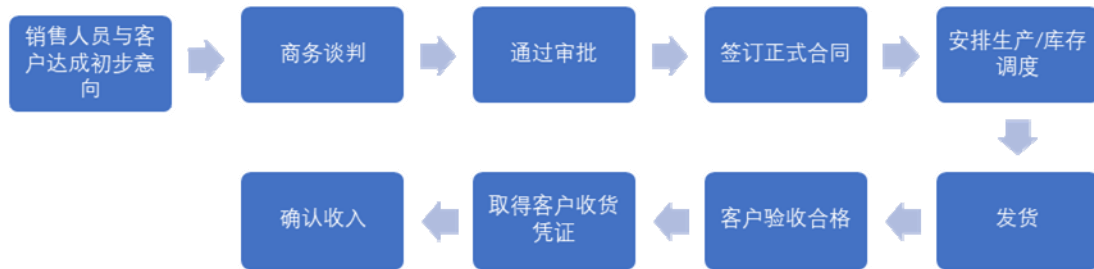 销售人员与客
户达成初步意
向
商务谈判
通过审批
签订正式合同
安排生产/库存
调度
发货
客户验收合格
取得客户收货
凭证
确认收入